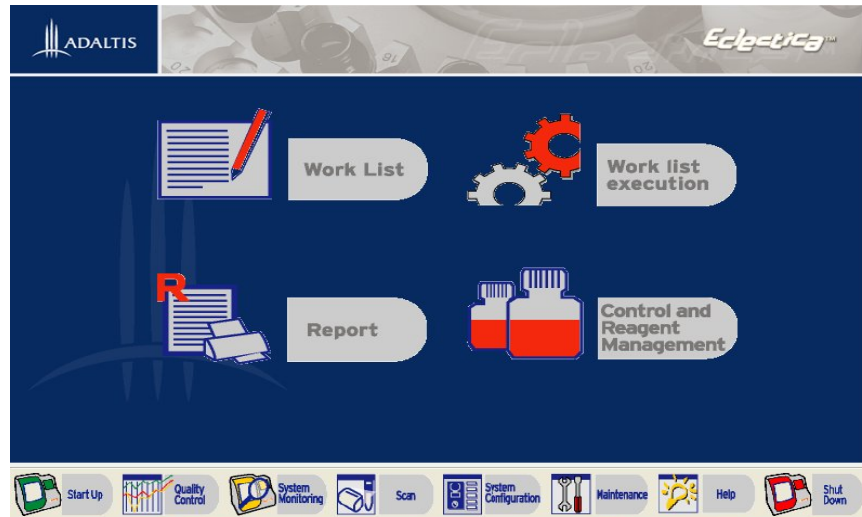 ADALTIS
Eclectica™
Work List
Work list
execution
R
Report
Control and
Reagent
Management
Start Up
Quality
Control
System
Monitoring
Scan
System
Configuration
Maintenance
Help
Shut
Down